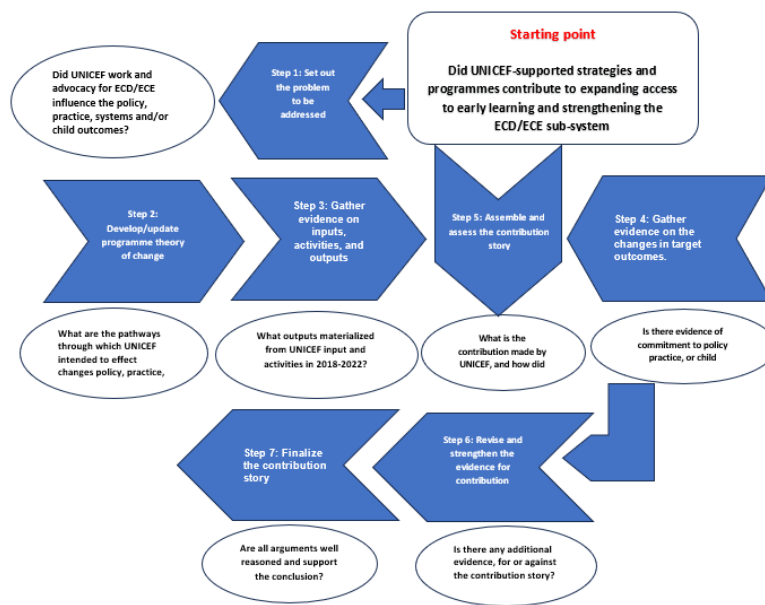 Starting point
Did UNICEF-supported strategies and
programmes contribute to expanding access
to early learning and strengthening the
ECD/ECE sub-system
Step 1: Set out
the problem
to be
addressed
Did UNICEF work and
advocacy for ECD/ECE
influence the policy,
practice, systems and/or
child outcomes?
Step 2:
Develop/update
programme theory
of change
Step 3: Gather
evidence on
inputs,
activities, and
outputs
Step 5: Assemble and
assess the contribution
story
Step 4: Gather
evidence on the
changes in target
outcomes.
What are the pathways
through which UNICEF
intended to effect
changes policy, practice,
What outputs materialized
from UNICEF input and
activities in 2018-2022?
What is the
contribution made by
UNICEF, and how did
Is there evidence of
commitment to policy
practice, or child
Step 7: Finalize
the contribution
story
Step 6: Revise and
strengthen the
evidence for
contribution
Are all arguments well
reasoned and support
the conclusion?
Is there any additional
evidence, for or against
the contribution story?